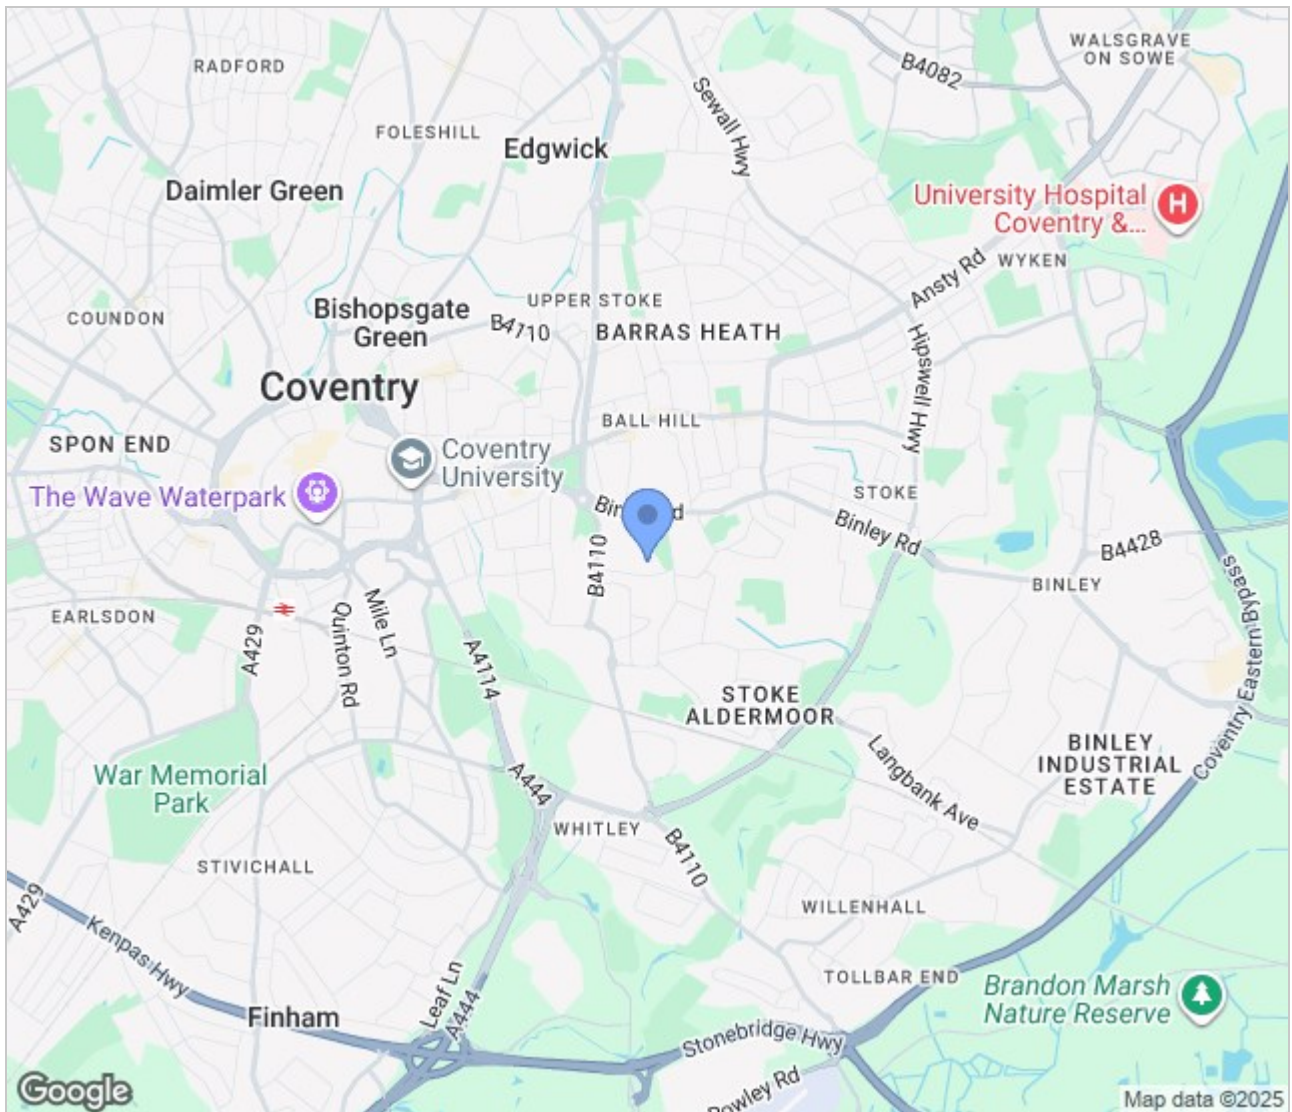 WALSGRAVE
ON SOWE
RADFORD
B4082
Sewall Hwy
FOLESHILL
Edgwick
Daimler Green
University Hospital
Coventry &...
H
WYKEN
Ansty Rd
UPPER STOKE
Bishopsgate
Green
COUNDON
B4710
BARRAS HEATH
Hipswell Hwy
Coventry
BALL HILL
SPON END
Coventry
University
The Wave Waterpark
STOKE
Binley Rd
B4428
B4110
BINLEY
EARLSDON
Mile Ln
Quinton Rd
A429
A4114
Coventry Eastern Bypass
STOKE
ALDERMOOR
BINLEY
INDUSTRIAL
ESTATE
Langbank Ave
War Memorial
Park
A444
WHITLEY
B4110
STIVICHALL
A429
WILLENHALL
Kenpas Hwy
TOLLBAR END
Brandon Marsh
Nature Reserve
Leaf Ln
A444
Finham
Stonebridge Hwy
Rowley Rd
Google
Map data ©2025